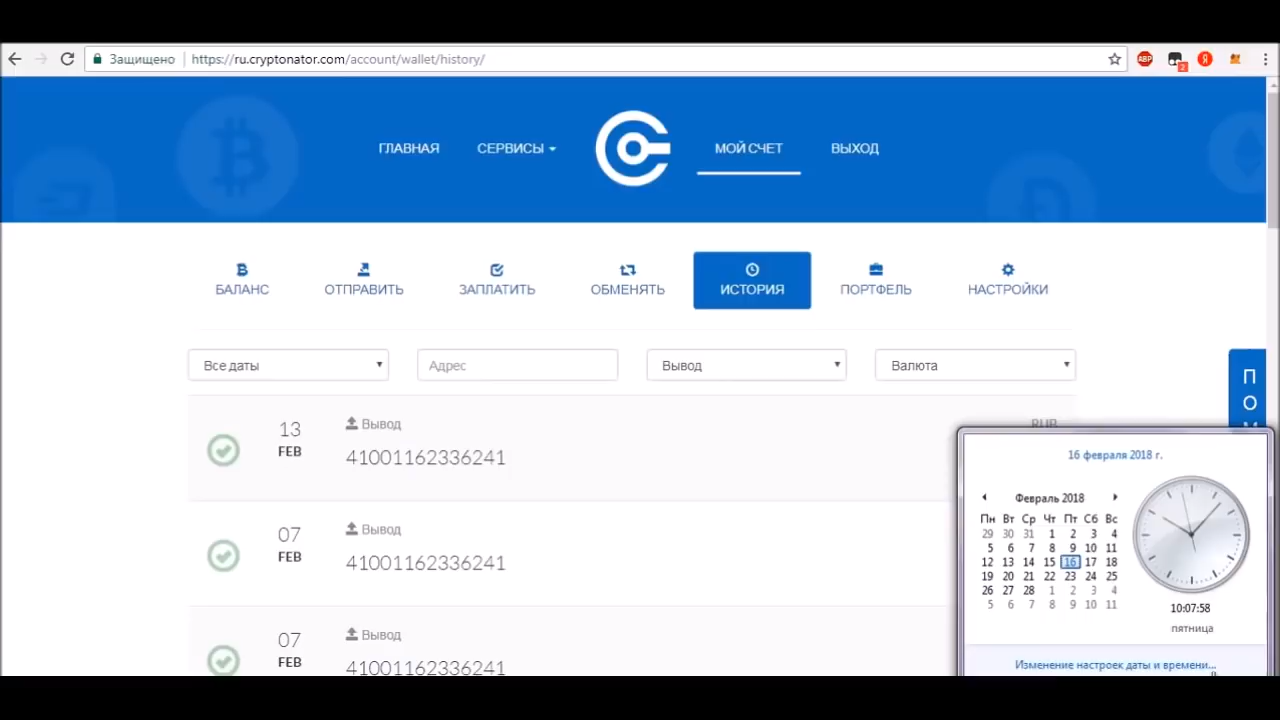 Защищено https://ru.cryptonator.com/account/wallet/history/
ABP 2 Я
ГЛАВНАЯ СЕРВИСЫ МОЙ СЧЕТ ВЫХОД
БАЛАНС ОТПРАВИТЬ ЗАПЛАТИТЬ ОБМЕНЯТЬ ИСТОРИЯ ПОРТФЕЛЬ НАСТРОЙКИ
Все даты Адрес Вывод Валюта
П
О
13
FEB
Вывод
RUB
41001162336241
07
FEB
Вывод
41001162336241
07
FEB
Вывод
41001162336241
16 февраля 2018 г.
Февраль 2018
Пн Вт Ср Чт Пт Сб Вс
29 30 31 1 2 3 4
5 6 7 8 9 10 11
12 13 14 15 16 17 18
19 20 21 22 23 24 25
26 27 28 1 2 3 4
5 6 7 8 9 10 11
10:07:58
пятница
Изменение настроек даты и времени...